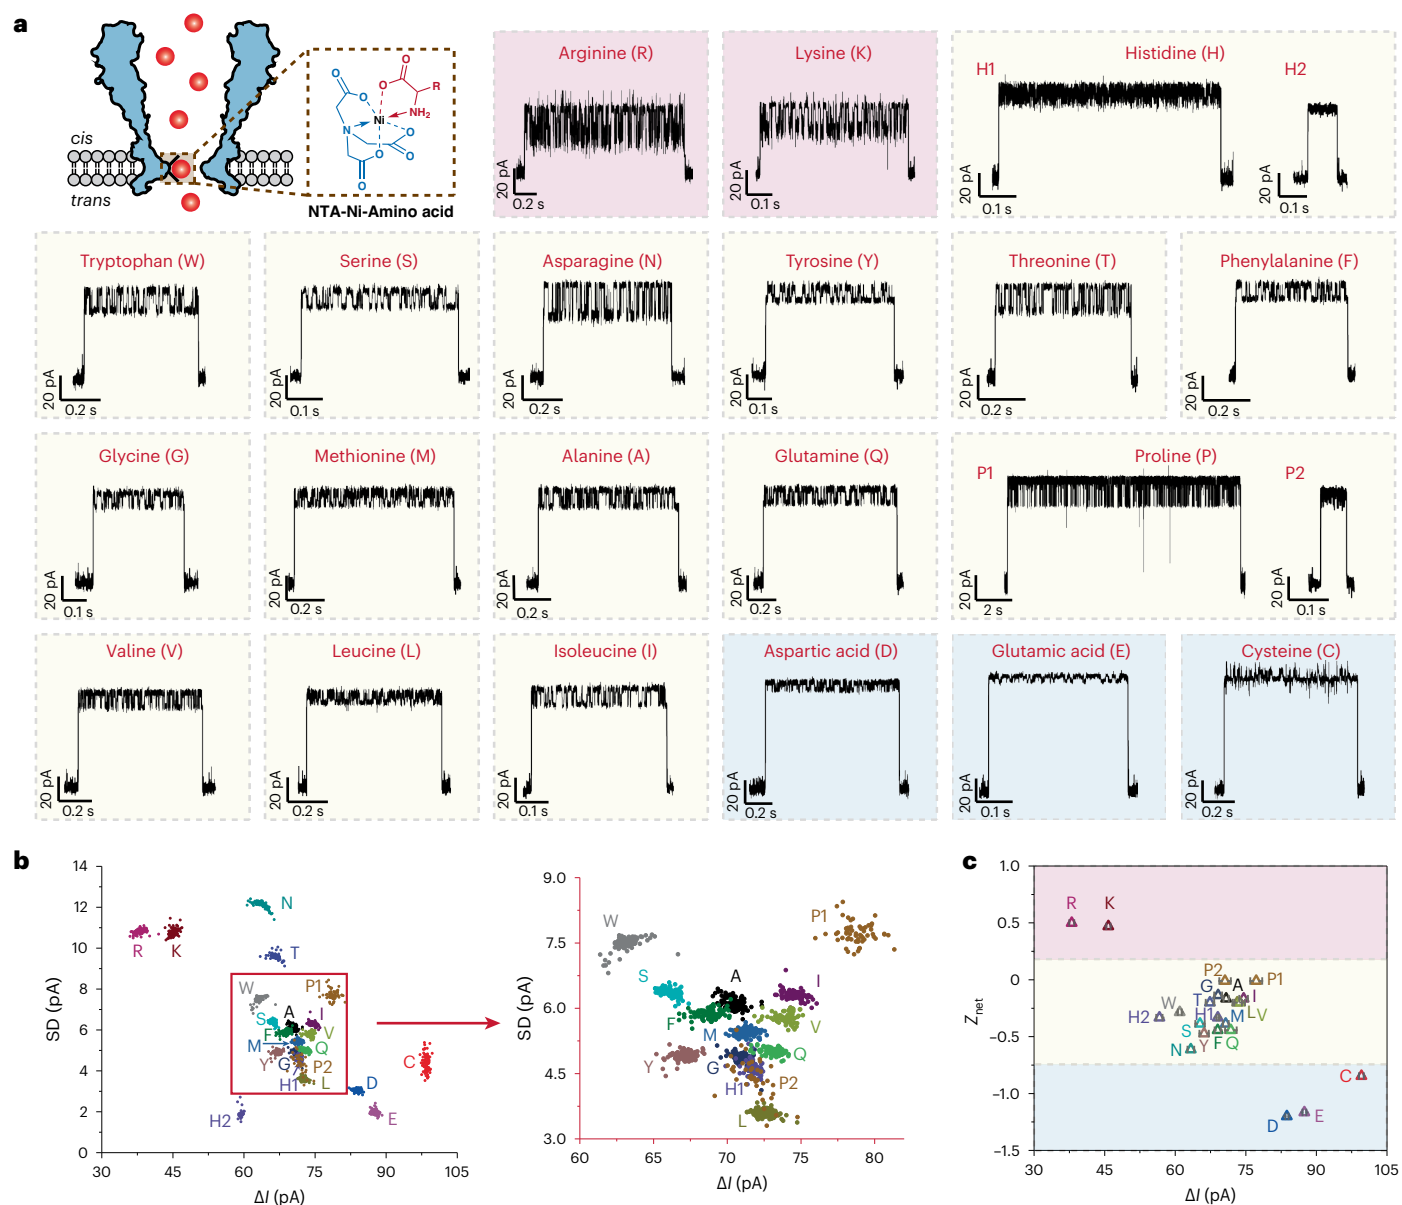 a
cis
trans
O
O
O
R
O
Ni
NH₂
N
O
O
O
O
NTA-Ni-Amino acid
Arginine (R)
20 pA
0.2 s
Lysine (K)
20 pA
0.1 s
Histidine (H)
H1
H2
20 pA
0.1 s
20 pA
0.1 s
Tryptophan (W)
20 pA
0.2 s
Serine (S)
20 pA
0.1 s
Asparagine (N)
20 pA
0.2 s
Tyrosine (Y)
20 pA
0.1 s
Threonine (T)
20 pA
0.2 s
Phenylalanine (F)
20 pA
0.2 s
Glycine (G)
20 pA
0.1 s
Methionine (M)
20 pA
0.2 s
Alanine (A)
20 pA
0.2 s
Glutamine (Q)
20 pA
0.2 s
Proline (P)
P1
P2
20 pA
2 s
20 pA
0.1 s
Valine (V)
20 pA
0.2 s
Leucine (L)
20 pA
0.2 s
Isoleucine (I)
20 pA
0.1 s
Aspartic acid (D)
20 pA
0.2 s
Glutamic acid (E)
20 pA
0.1 s
Cysteine (C)
20 pA
0.2 s
b
SD (pA)
14
12
10
8
6
4
2
0
30
45
60
75
90
105
ΔI (pA)
N
R
K
T
W
P1
A
I
S
F
V
M
Q
Y
G
P2
H1
L
C
D
E
H2
SD (pA)
9.0
7.5
6.0
4.5
3.0
60
65
70
75
80
ΔI (pA)
P1
W
S
A
I
F
V
M
Y
Q
G
P2
H1
L
c
Znet
1.0
0.5
0
−0.5
−1.0
−1.5
30
45
60
75
90
105
ΔI (pA)
R
K
P2
P1
G
A
W
T
I
H2
H1
M
L
V
S
Y
F
Q
N
C
D
E